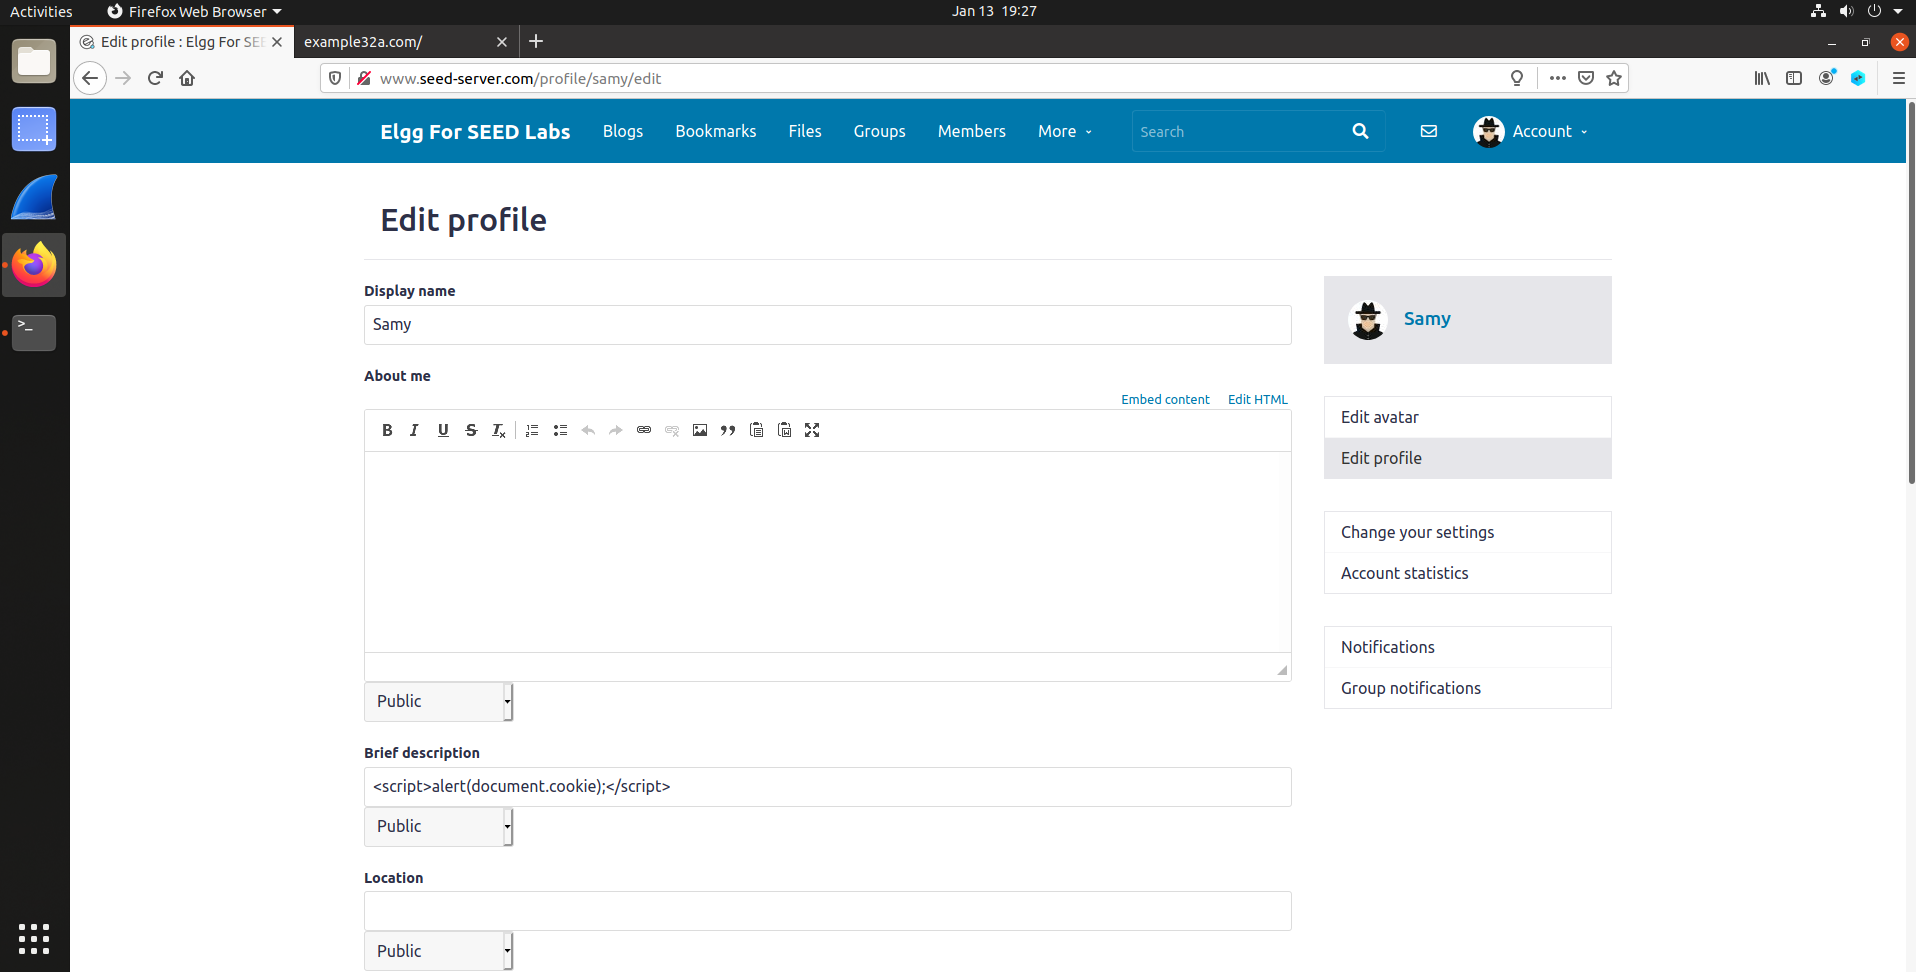 Activities Firefox Web Browser Jan 13 19:27
Edit profile : Elgg For SEE example32a.com/
www.seed-server.com/profile/samy/edit
Elgg For SEED Labs Blogs Bookmarks Files Groups Members More Search Account
Edit profile
Display name
Samy
Samy
About me
Embed content Edit HTML
Edit avatar
Edit profile
Change your settings
Account statistics
Notifications
Group notifications
Public
Brief description
<script>alert(document.cookie);</script>
Public
Location
Public